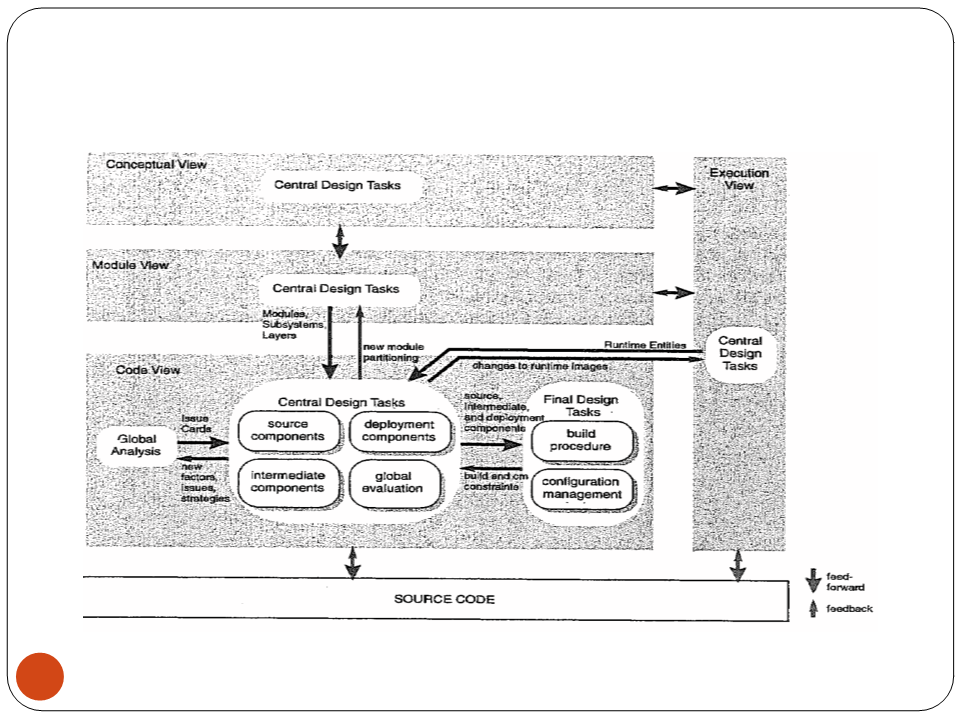 Conceptual View
Central Design Tasks
Execution
View
Module View
Central Design Tasks
Modules,
Subsystems,
Layers
new module
partitioning
Runtime Entities
changes to runtime images
Central
Design
Tasks
Code View
Central Design Tasks
source
components
deployment
components
intermediate
components
global
evaluation
Issue
Cards
Global
Analysis
new
factors,
issues,
strategies
source,
intermediate,
and deployment
components
build and cm
constraints
Final Design
Tasks
build
procedure
configuration
management
SOURCE CODE
feed-
forward
feedback